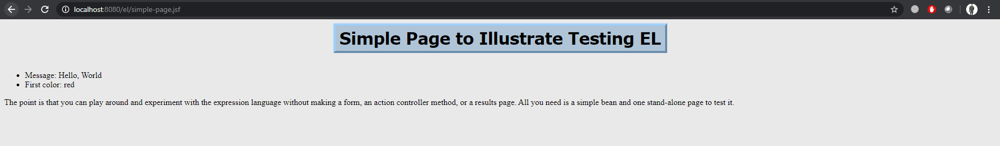 localhost:8080/el/simple-page.jsf
Simple Page to Illustrate Testing EL
Message: Hello, World
First color: red
The point is that you can play around and experiment with the expression language without making a form, an action controller method, or a results page. All you need is a simple bean and one stand-alone page to test it.